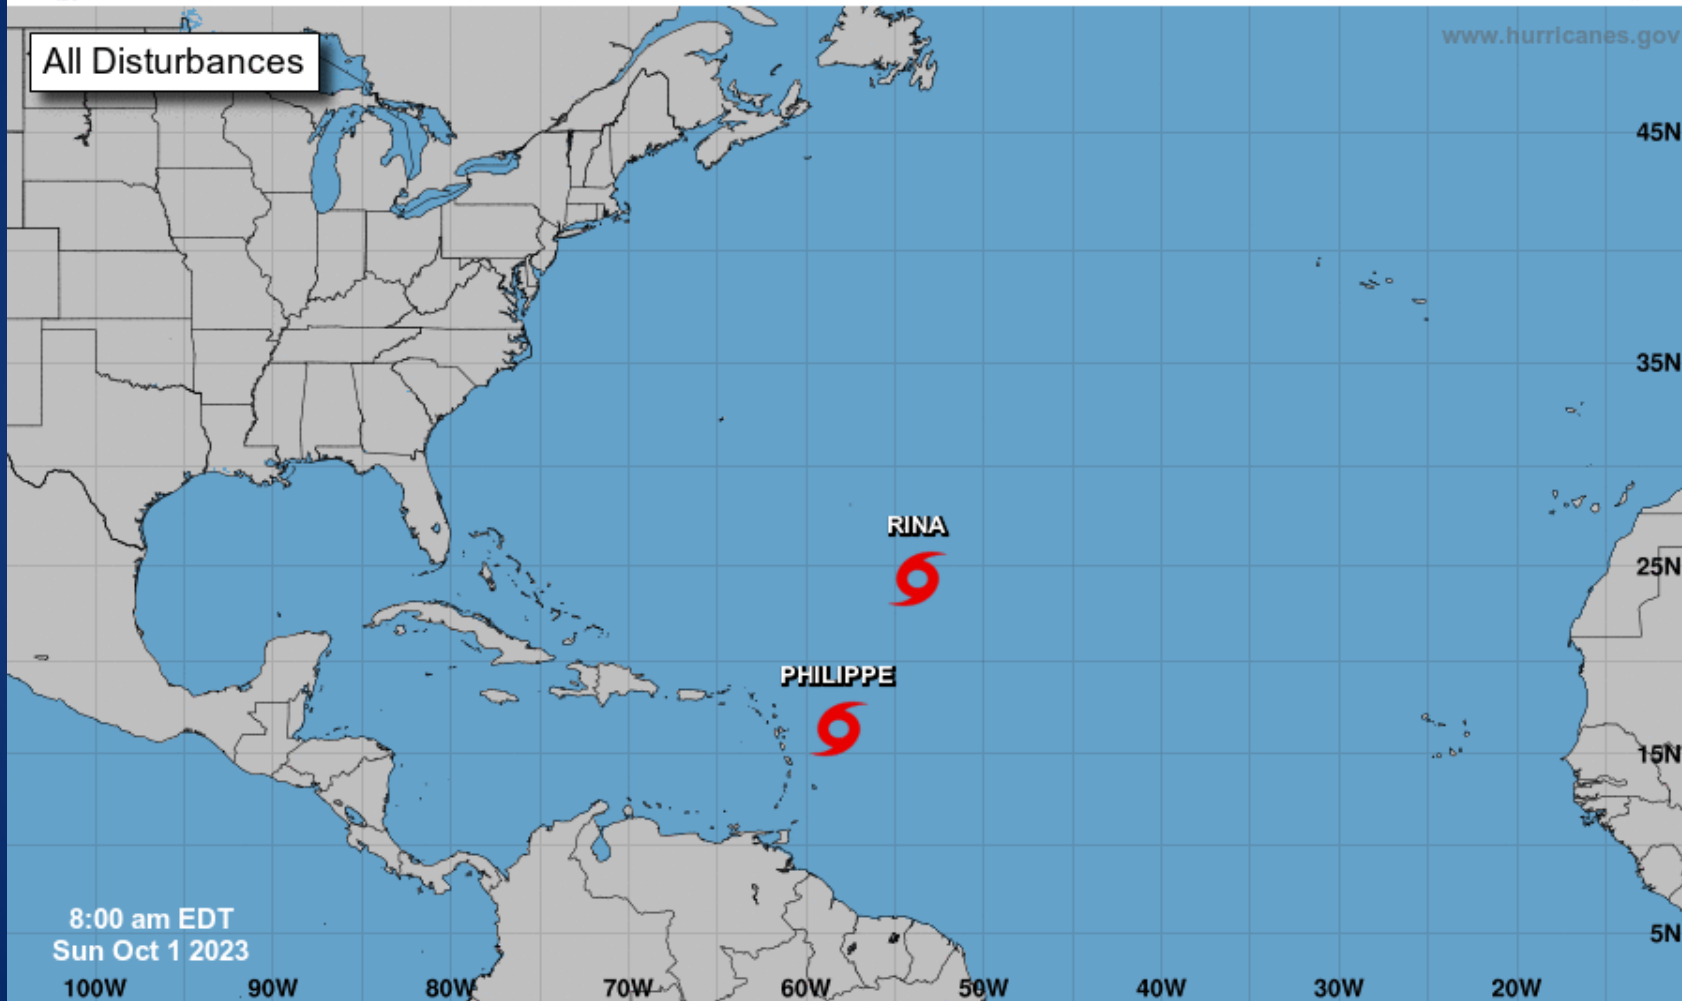 All Disturbances
www.hurricanes.gov
45N
35N
RINA
25N
PHILIPPE
15N
8:00 am EDT
Sun Oct 1 2023
5N
100W 90W 80W 70W 60W 50W 40W 30W 20W